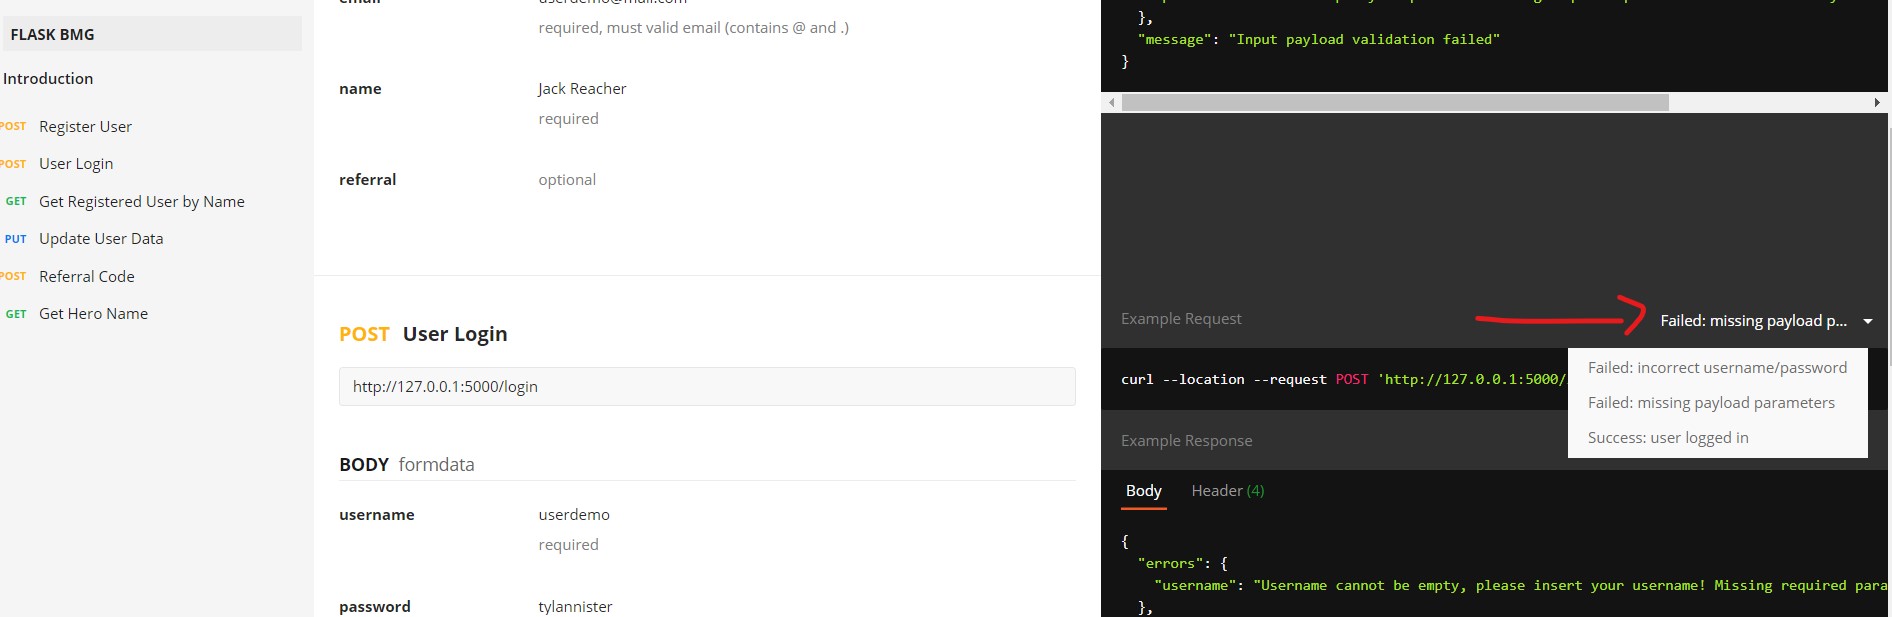 FLASK BMG
Introduction
POST Register User
POST User Login
GET Get Registered User by Name
PUT Update User Data
POST Referral Code
GET Get Hero Name
email userdemo@mail.com
required, must valid email (contains @ and .)
name Jack Reacher
required
referral optional
POST User Login
http://127.0.0.1:5000/login
BODY formdata
username userdemo
required
password tylannister
},
"message": "Input payload validation failed"
}
Example Request
Failed: missing payload p...
curl --location --request POST 'http://127.0.0.1:5000/
Failed: incorrect username/password
Failed: missing payload parameters
Success: user logged in
Example Response
Body Header (4)
{
"errors": {
"username": "Username cannot be empty, please insert your username! Missing required para
},